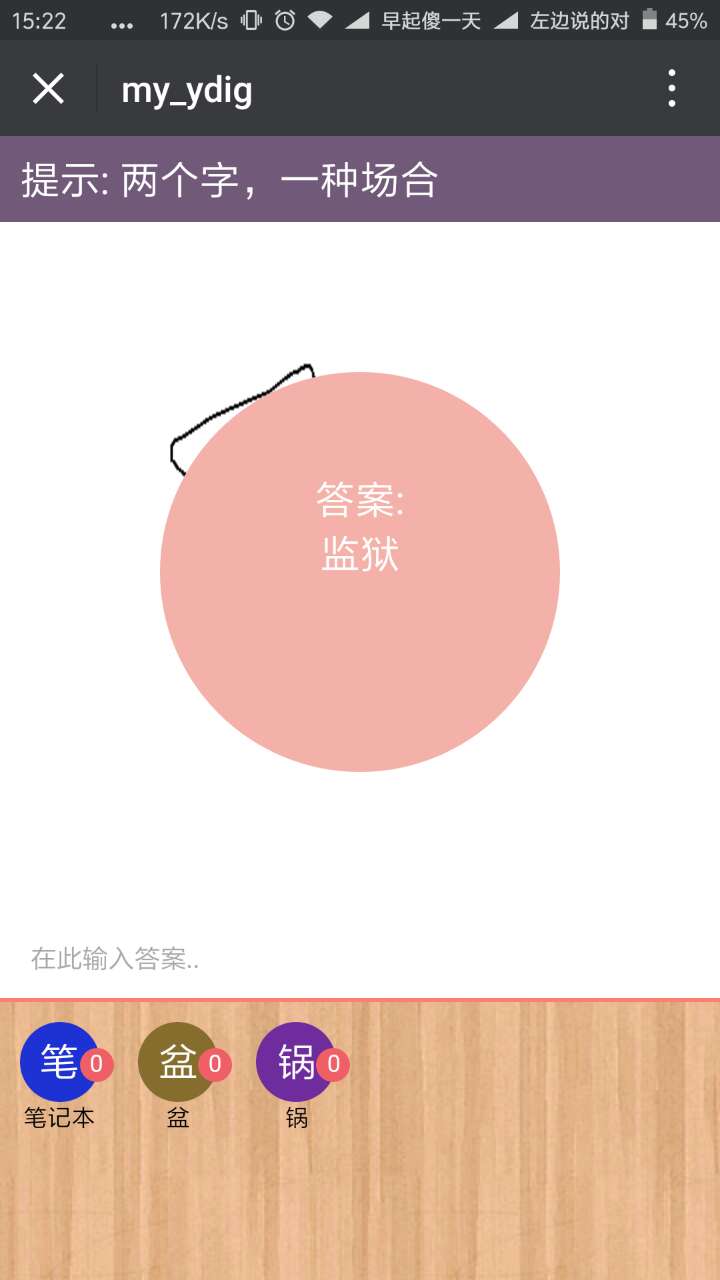 15:22 ... 172K/s 早起傻一天 左边说的对 45%
my_ydig
提示: 两个字，一种场合
答案:
监狱
在此输入答案..
笔 0 盆 0 锅 0
笔记本 盆 锅